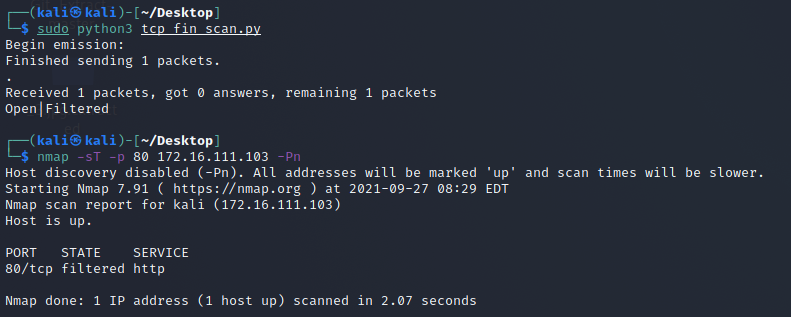 ┌──(kali㉿kali)-[~/Desktop]
└─$ sudo python3 tcp_fin_scan.py
Begin emission:
Finished sending 1 packets.
.
Received 1 packets, got 0 answers, remaining 1 packets
Open|Filtered
┌──(kali㉿kali)-[~/Desktop]
└─$ nmap -sT -p 80 172.16.111.103 -Pn
Host discovery disabled (-Pn). All addresses will be marked 'up' and scan times will be slower.
Starting Nmap 7.91 ( https://nmap.org ) at 2021-09-27 08:29 EDT
Nmap scan report for kali (172.16.111.103)
Host is up.
PORT   STATE    SERVICE
80/tcp filtered http
Nmap done: 1 IP address (1 host up) scanned in 2.07 seconds